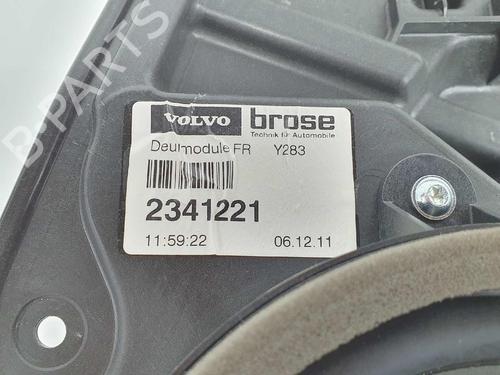 VOLVO brose
Technik für Automobile
Deurmodule FR Y283
2341221
11:59:22 06.12.11
B-PARTS